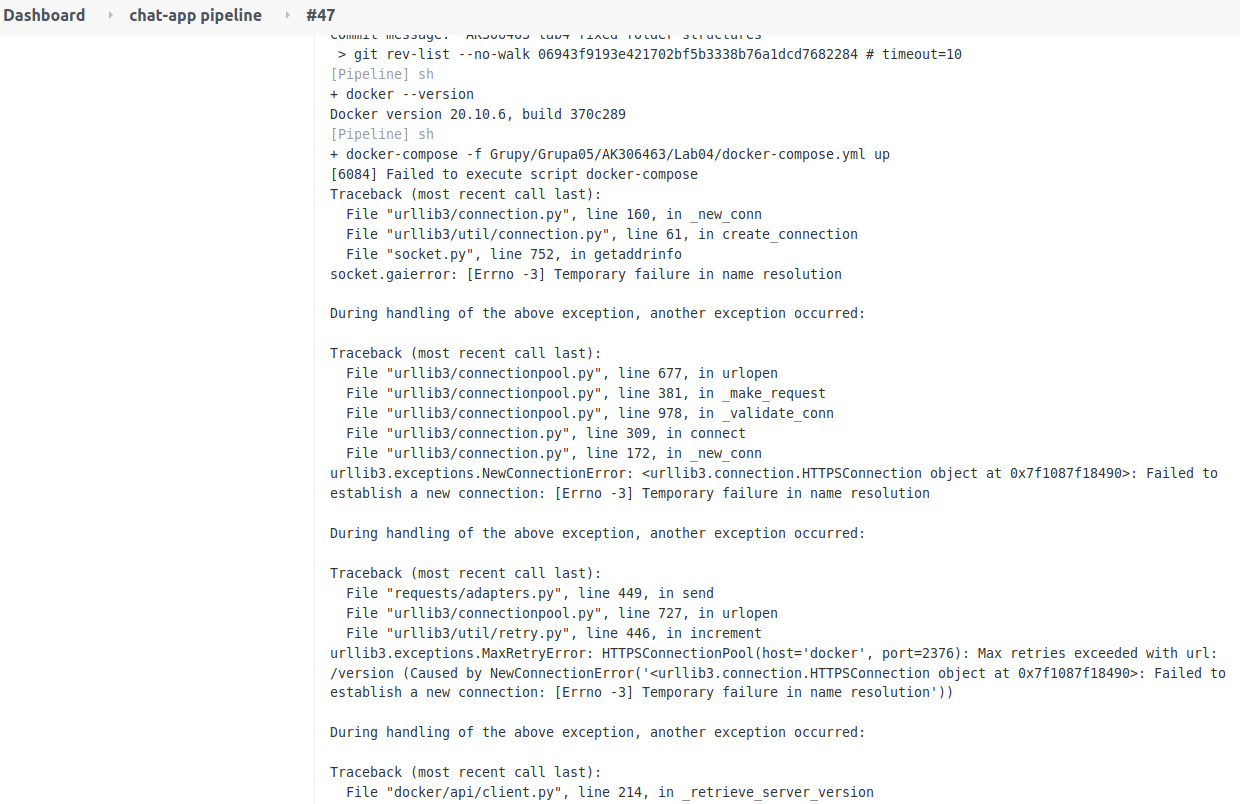 Dashboard chat-app pipeline #47
Commit message: "AK306463 lab4 fixed folder structures"
> git rev-list --no-walk 06943f9193e421702bf5b3338b76a1dcd7682284 # timeout=10
[Pipeline] sh
+ docker --version
Docker version 20.10.6, build 370c289
[Pipeline] sh
+ docker-compose -f Grupy/Grupa05/AK306463/Lab04/docker-compose.yml up
[6084] Failed to execute script docker-compose
Traceback (most recent call last):
File "urllib3/connection.py", line 160, in _new_conn
File "urllib3/util/connection.py", line 61, in create_connection
File "socket.py", line 752, in getaddrinfo
socket.gaierror: [Errno -3] Temporary failure in name resolution
During handling of the above exception, another exception occurred:
Traceback (most recent call last):
File "urllib3/connectionpool.py", line 677, in urlopen
File "urllib3/connectionpool.py", line 381, in _make_request
File "urllib3/connectionpool.py", line 978, in _validate_conn
File "urllib3/connection.py", line 309, in connect
File "urllib3/connection.py", line 172, in _new_conn
urllib3.exceptions.NewConnectionError: <urllib3.connection.HTTPSConnection object at 0x7f1087f18490>: Failed to
establish a new connection: [Errno -3] Temporary failure in name resolution
During handling of the above exception, another exception occurred:
Traceback (most recent call last):
File "requests/adapters.py", line 449, in send
File "urllib3/connectionpool.py", line 727, in urlopen
File "urllib3/util/retry.py", line 446, in increment
urllib3.exceptions.MaxRetryError: HTTPSConnectionPool(host='docker', port=2376): Max retries exceeded with url:
/version (Caused by NewConnectionError('<urllib3.connection.HTTPSConnection object at 0x7f1087f18490>: Failed to
establish a new connection: [Errno -3] Temporary failure in name resolution'))
During handling of the above exception, another exception occurred:
Traceback (most recent call last):
File "docker/api/client.py", line 214, in _retrieve_server_version